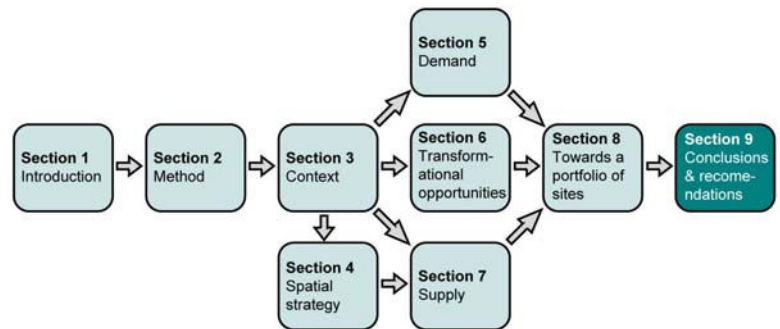 Section 1
Introduction
Section 2
Method
Section 3
Context
Section 4
Spatial
strategy
Section 5
Demand
Section 6
Transform-
ational
opportunities
Section 7
Supply
Section 8
Towards a
portfolio of
sites
Section 9
Conclusions
& recome-
ndations